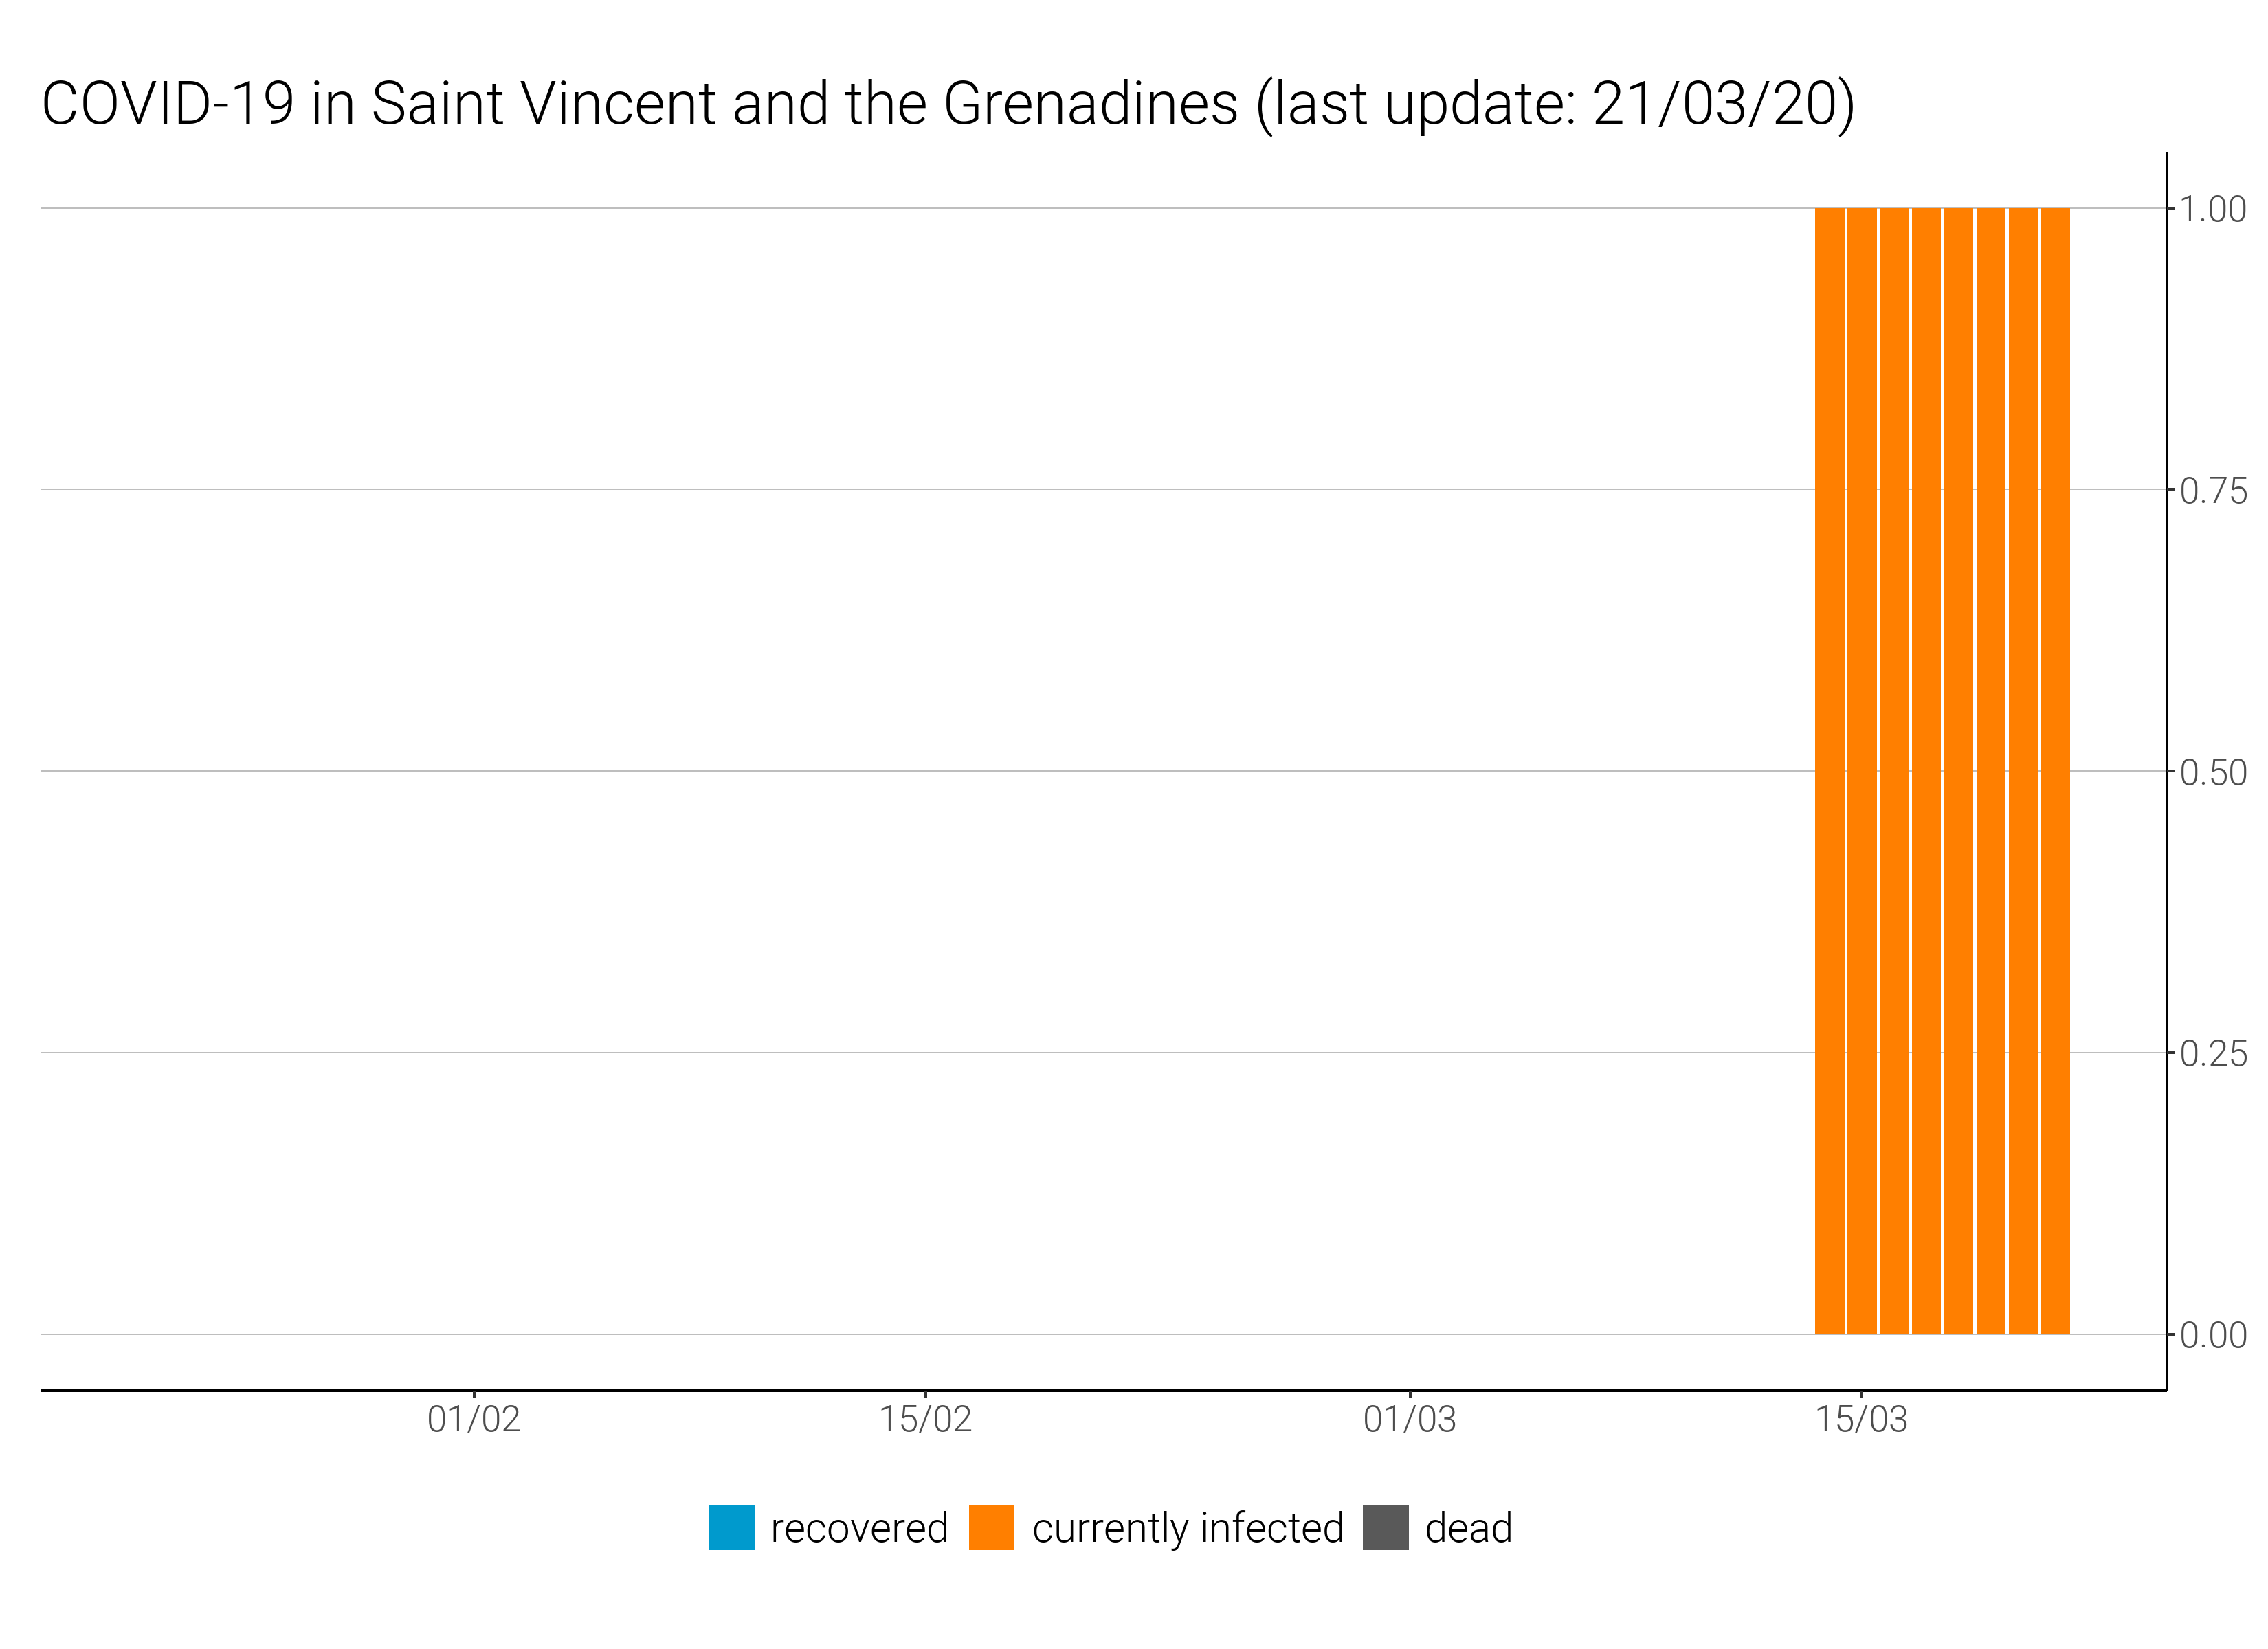 COVID-19 in Saint Vincent and the Grenadines (last update: 21/03/20)
1.00
0.75
0.50
0.25
0.00
01/02 15/02 01/03 15/03
recovered currently infected dead